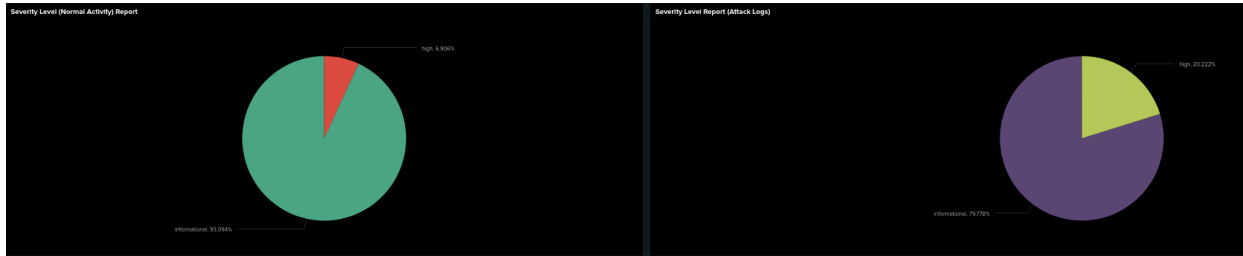 Severity Level (Normal Activity) Report
high, 6.906%
informational, 93.094%
Severity Level Report (Attack Logs)
high, 20.222%
informational, 79.778%